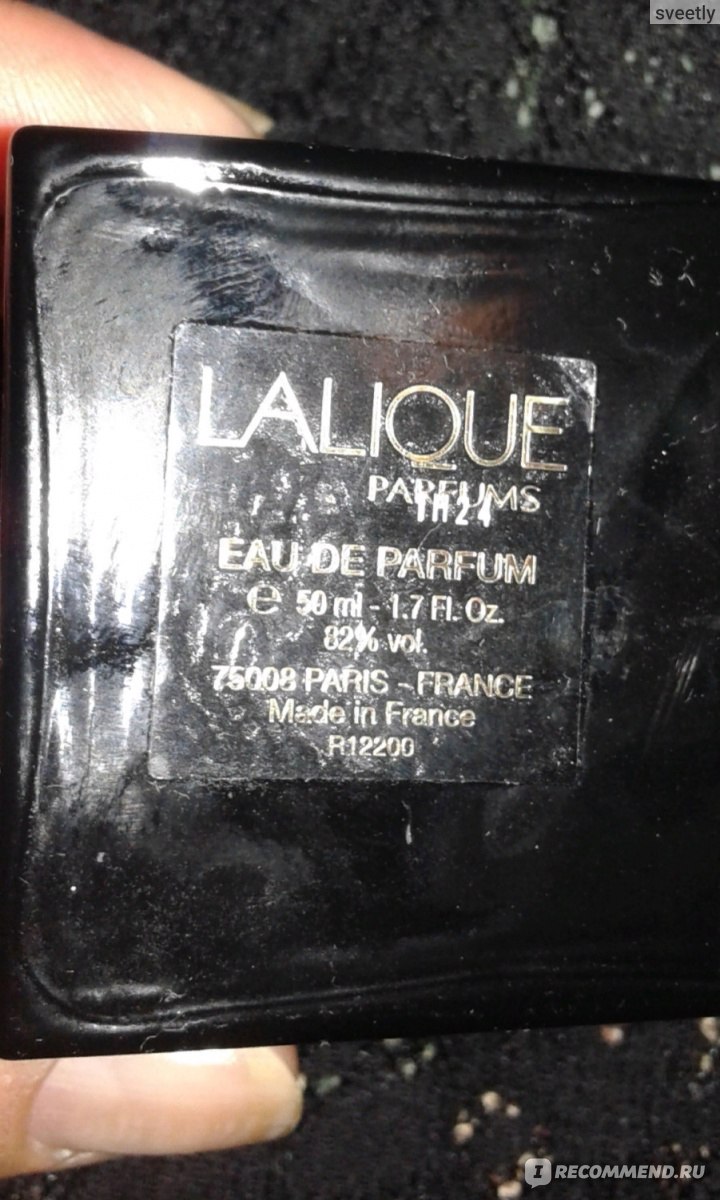 sveetly
LALIQUE
PARFUMS
EAU DE PARFUM
e 50 ml - 1.7 Fl. Oz.
82% vol.
75008 PARIS - FRANCE
Made in France
R12200
IRECOMMEND.RU